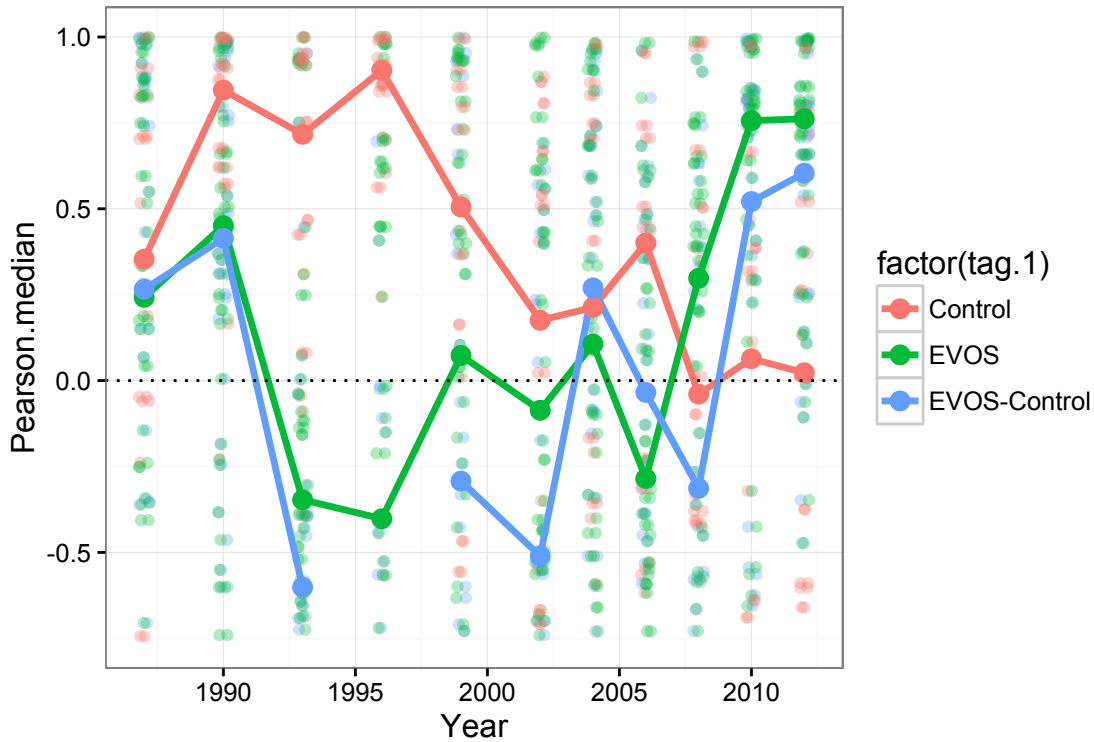 1.0
0.5
0.0
-0.5
Pearson.median
1990
1995
2000
2005
2010
Year
factor(tag.1)
Control
EVOS
EVOS-Control